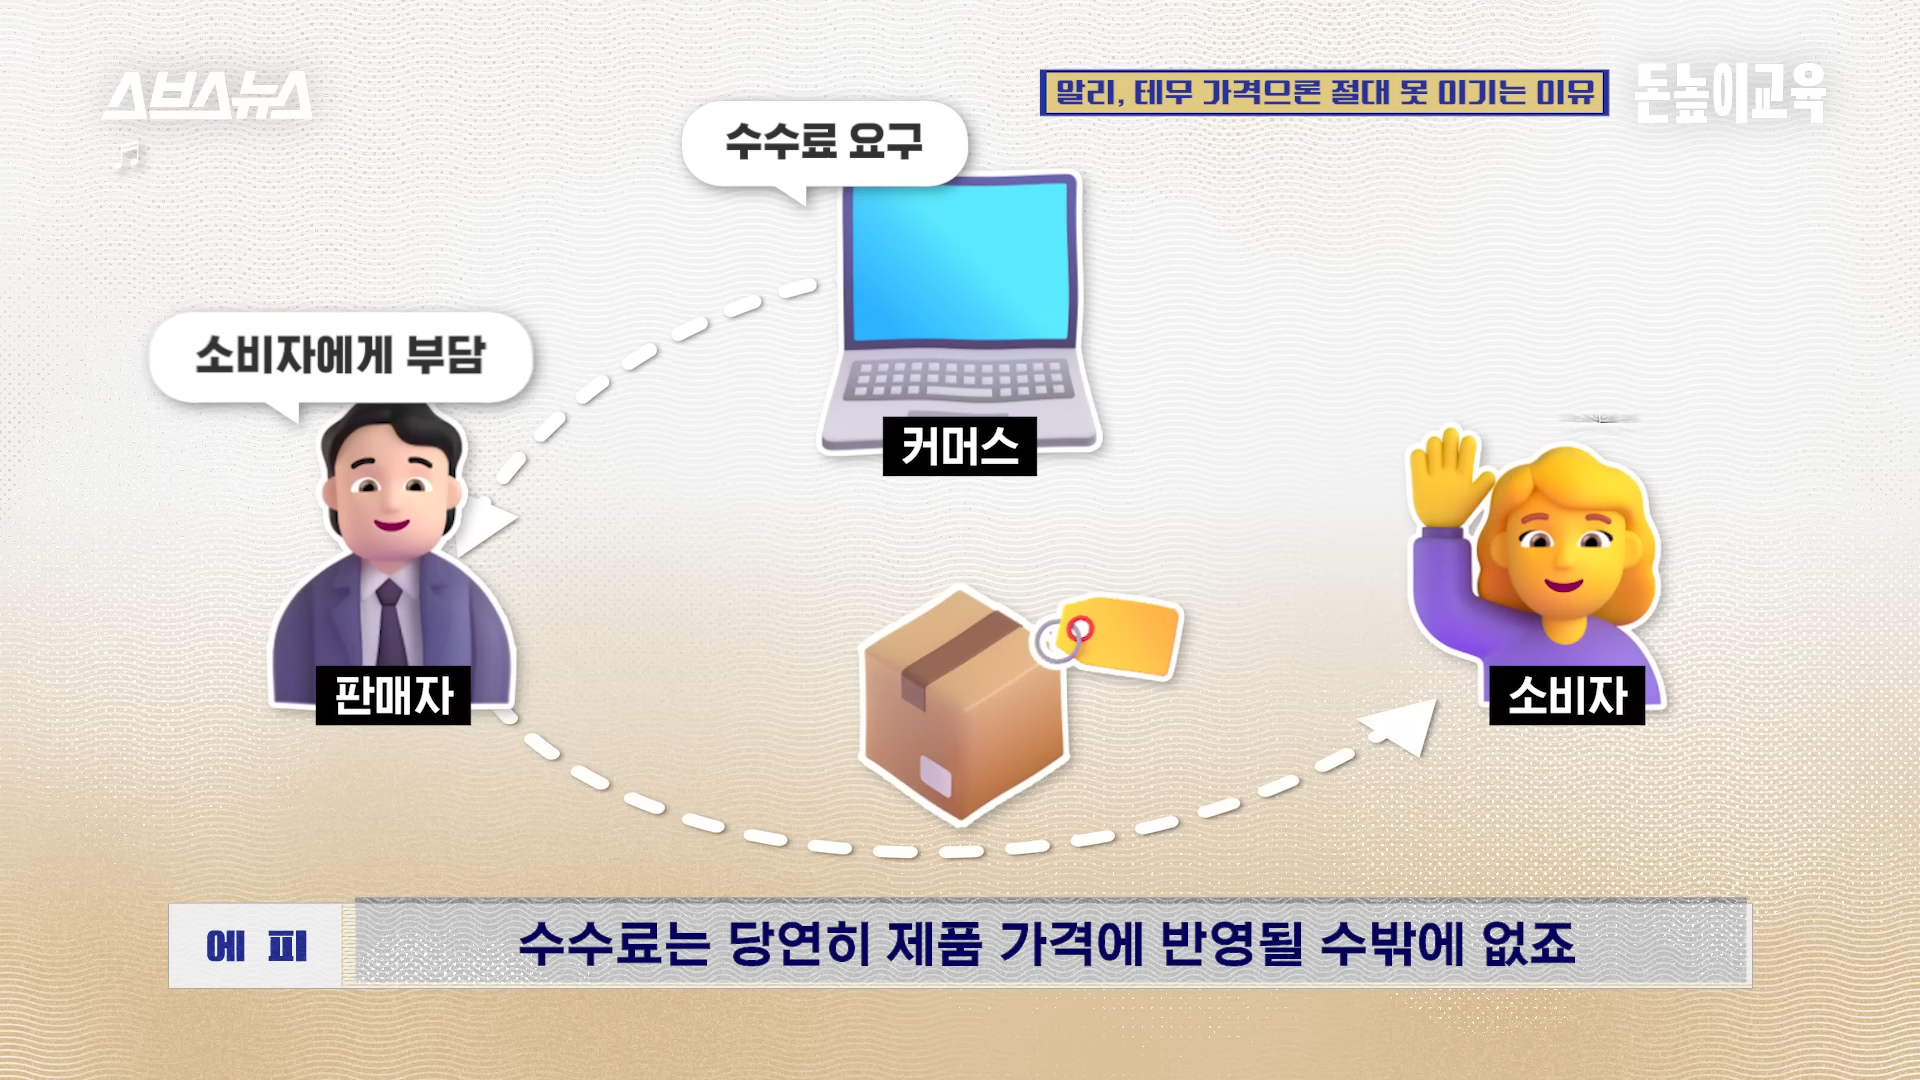 스브스뉴스
말리, 테무 가격으론 절대 못 이기는 이유
돈높이교육
수수료 요구
소비자에게 부담
커머스
판매자
소비자
에 피
수수료는 당연히 제품 가격에 반영될 수밖에 없죠